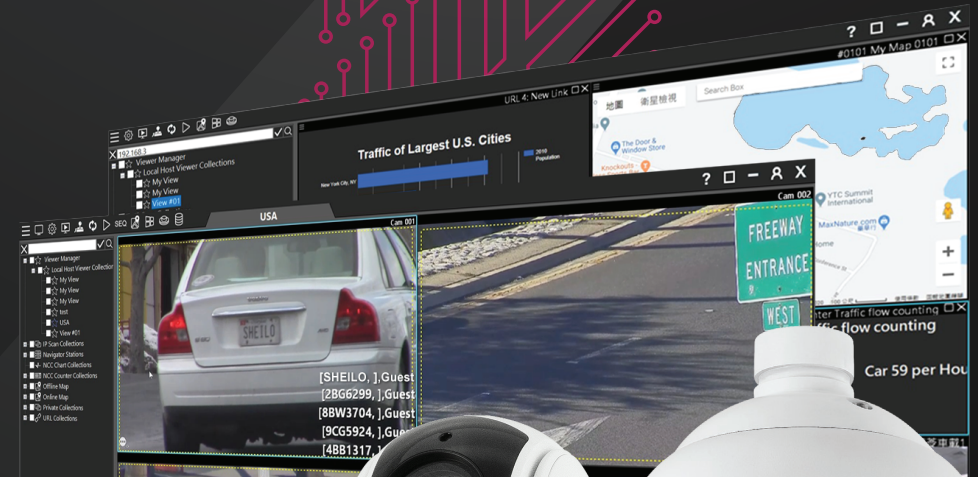 URL 4: New Link
#0101 My Map 0101
192.168.3
Viewer Manager
Local Host Viewer Collections
My View
My View
View #01
Traffic of Largest U.S. Cities
2010
Population
New York City, NY
地圖
衛星檢視
Search Box
The Door &
Window Store
Knockouts -
YTC Summit
International
MaxNature.com
SEQ
USA
Cam 001
Cam 002
Viewer Manager
Local Host Viewer Collection
My View
My View
My View
test
USA
View #01
IP Scan Collections
Navigator Stations
NCC Chart Collections
NCC Counter Collections
Offline Map
Online Map
Private Collections
URL Collections
SHEILO
[SHEILO, ],Guest
[2BG6299, ],Guest
[8BW3704, ],Guest
[9CG5924, ],Gue
[4BB1317,
FREEWAY
ENTRANCE
WEST
nter Traffic flow counting
ffic flow counting
Car 59 per Hou